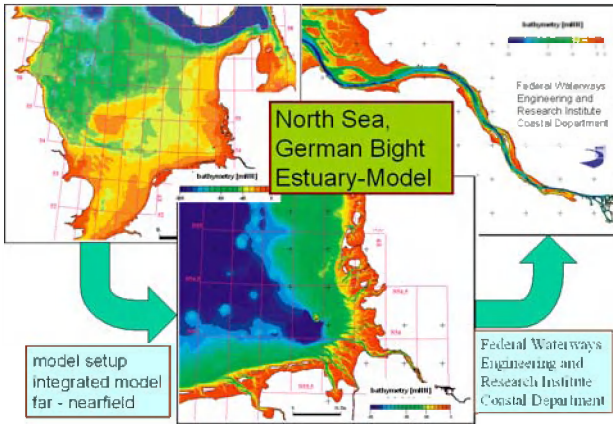 bathymetry [mNN]
Federal Waterways
Engineering and
Research Institute
Coastal Department
North Sea,
German Bight
Estuary-Model
bathymetry [mNN]
model setup
integrated model
far - nearfield
bathymetry [mNN]
Federal Waterways
Engineering and
Research Institute
Coastal Department